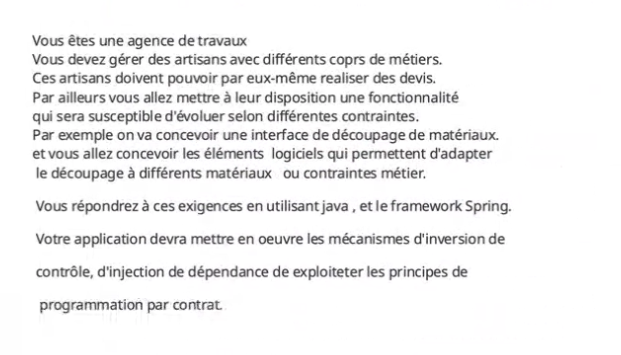 Vous êtes une agence de travaux
Vous devez gérer des artisans avec différents coprs de métiers.
Ces artisans doivent pouvoir par eux-même realiser des devis.
Par ailleurs vous allez mettre à leur disposition une fonctionnalité
qui sera susceptible d'évoluer selon différentes contraintes.
Par exemple on va concevoir une interface de découpage de matériaux.
et vous allez concevoir les éléments logiciels qui permettent d'adapter
le découpage à différents matériaux ou contraintes métier.
Vous répondrez à ces exigences en utilisant java , et le framework Spring.
Votre application devra mettre en oeuvre les mécanismes d'inversion de
contrôle, d'injection de dépendance de exploiteter les principes de
programmation par contrat.